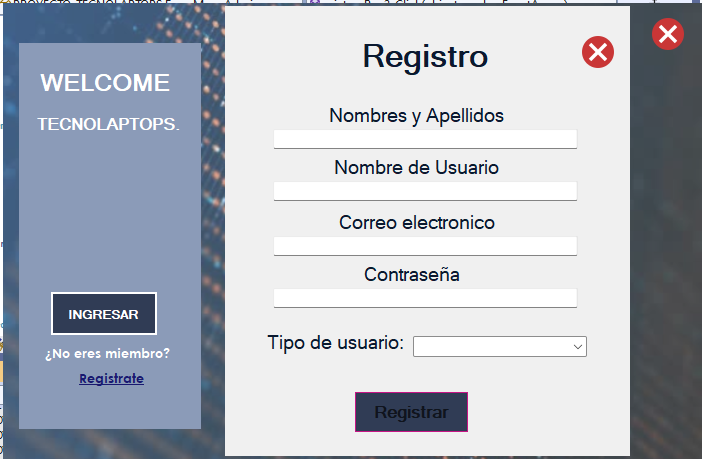 WELCOME
TECNOLAPTOPS.
INGRESAR
¿No eres miembro?
Registrate
Registro
Nombres y Apellidos
Nombre de Usuario
Correo electronico
Contraseña
Tipo de usuario:
Registrar